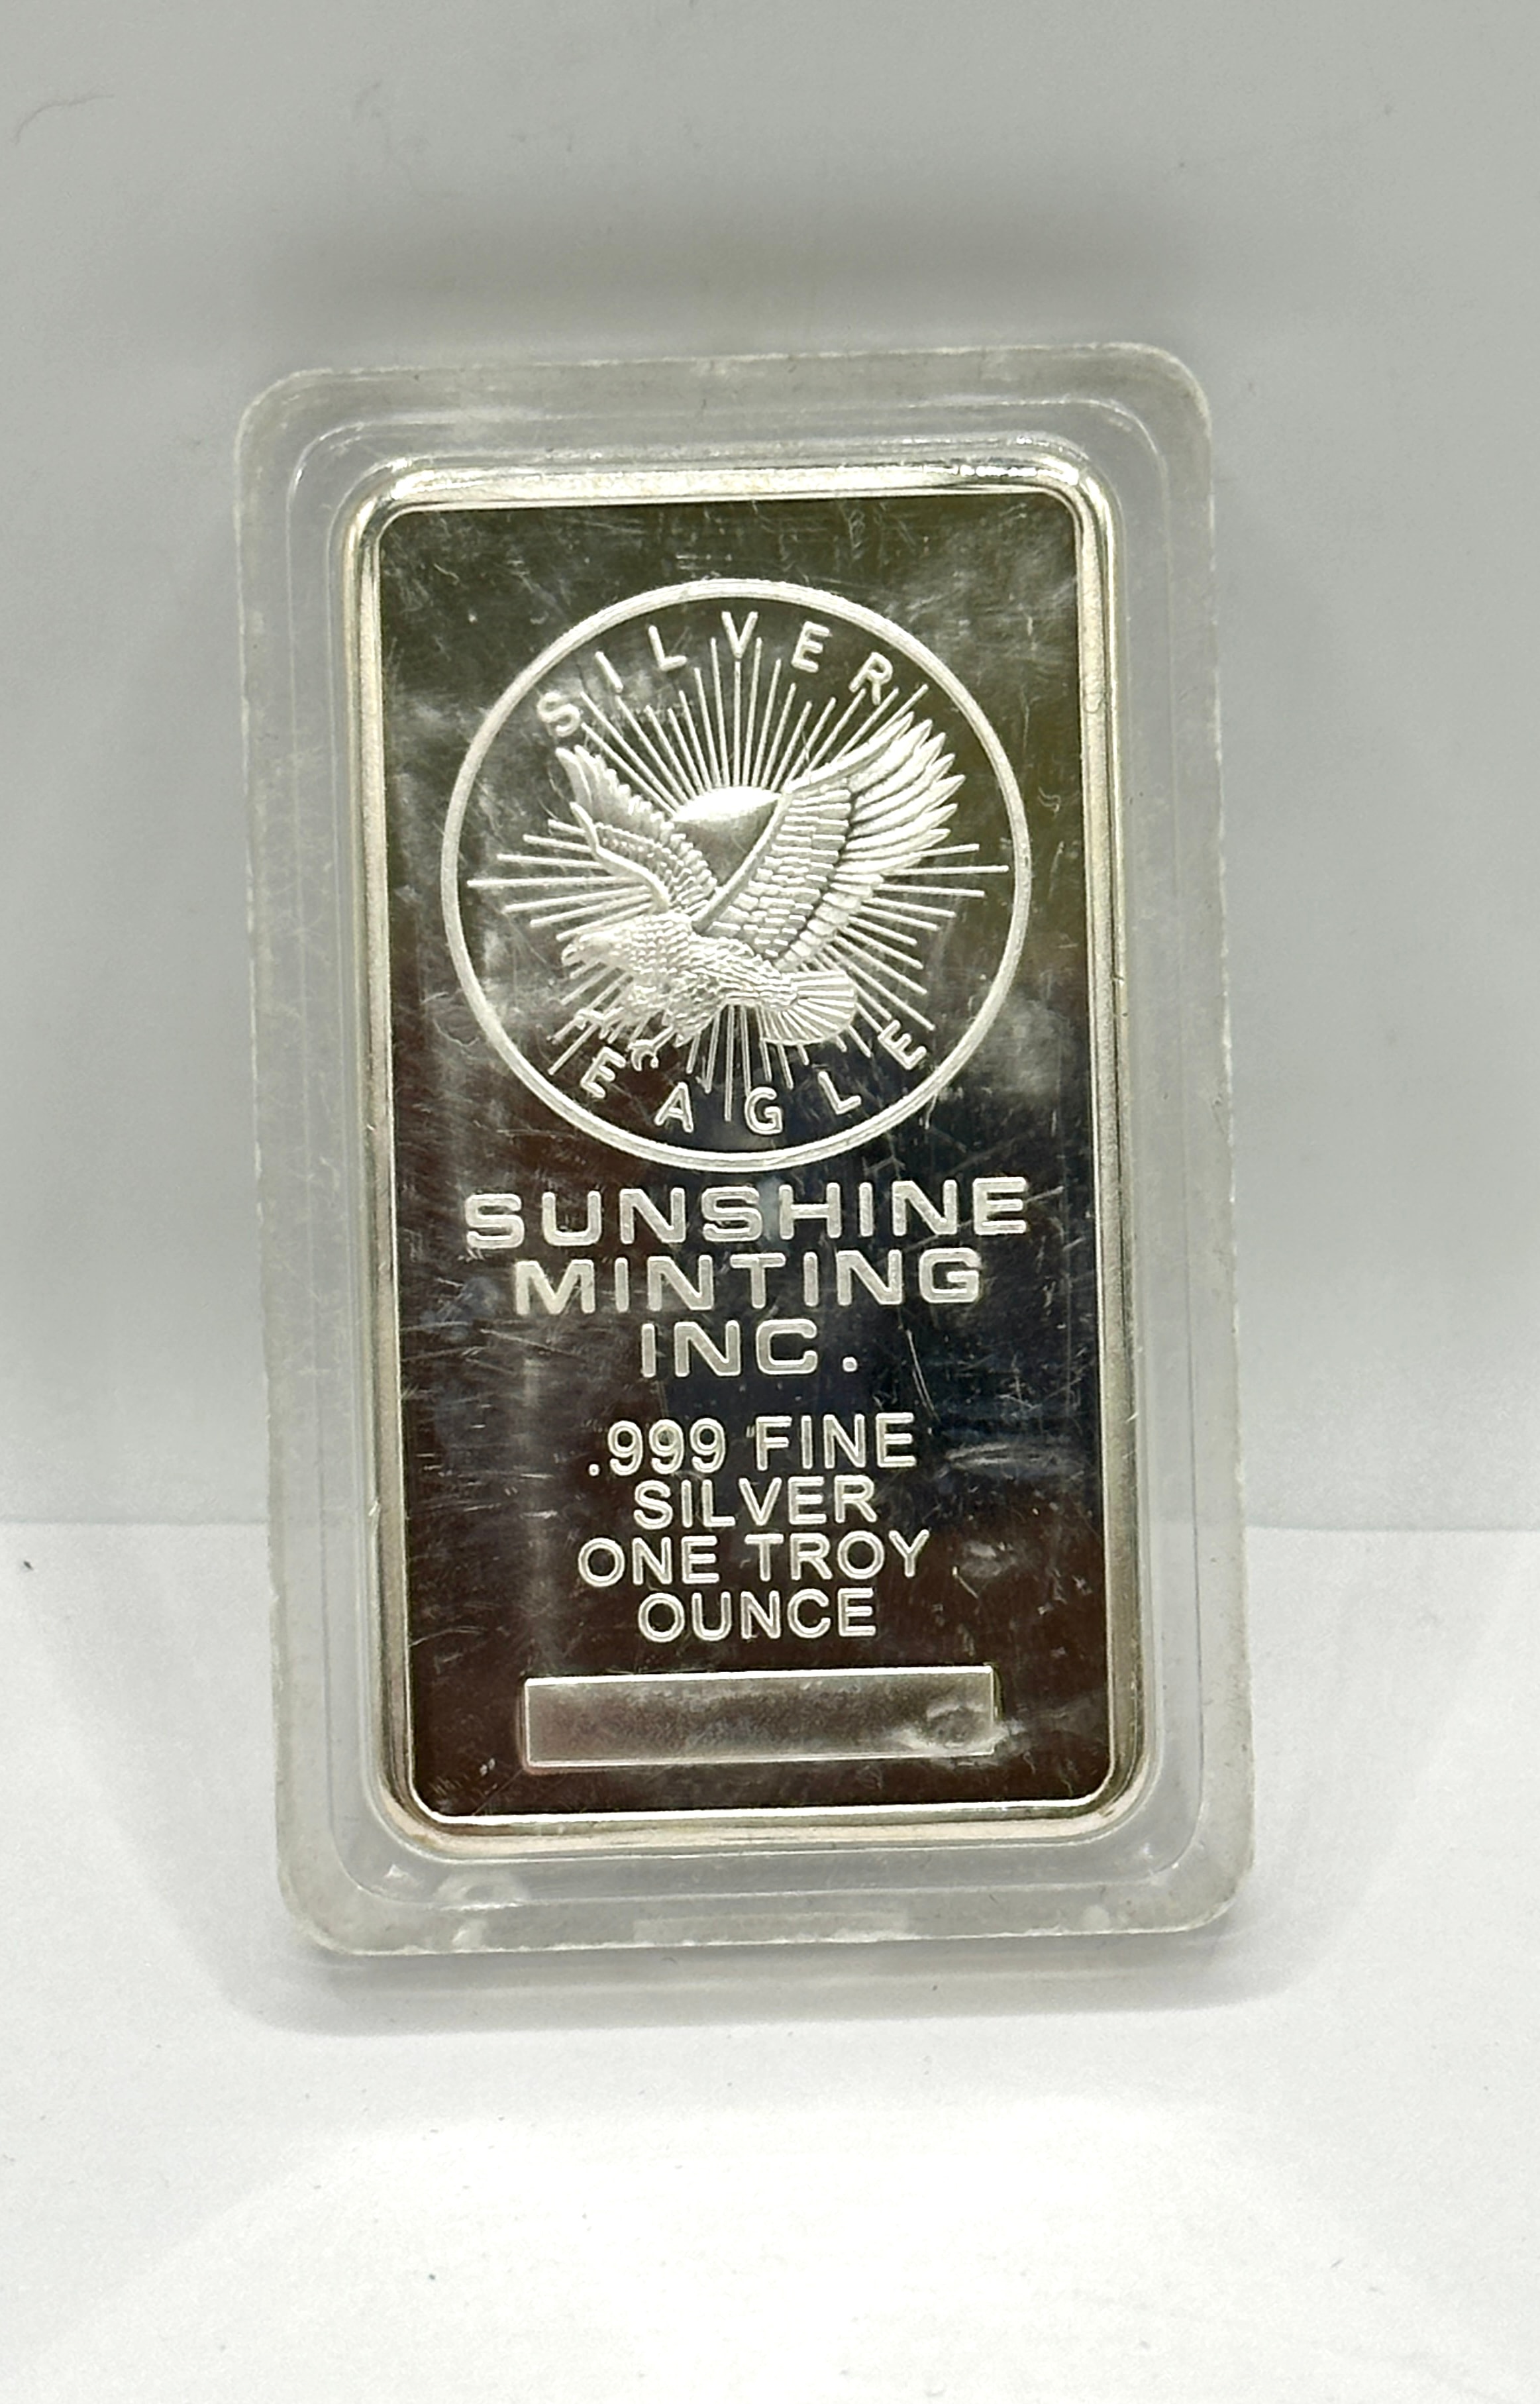 SILVER
EAGLE
SUNSHINE
MINTING
INC.
.999 FINE
SILVER
ONE TROY
OUNCE